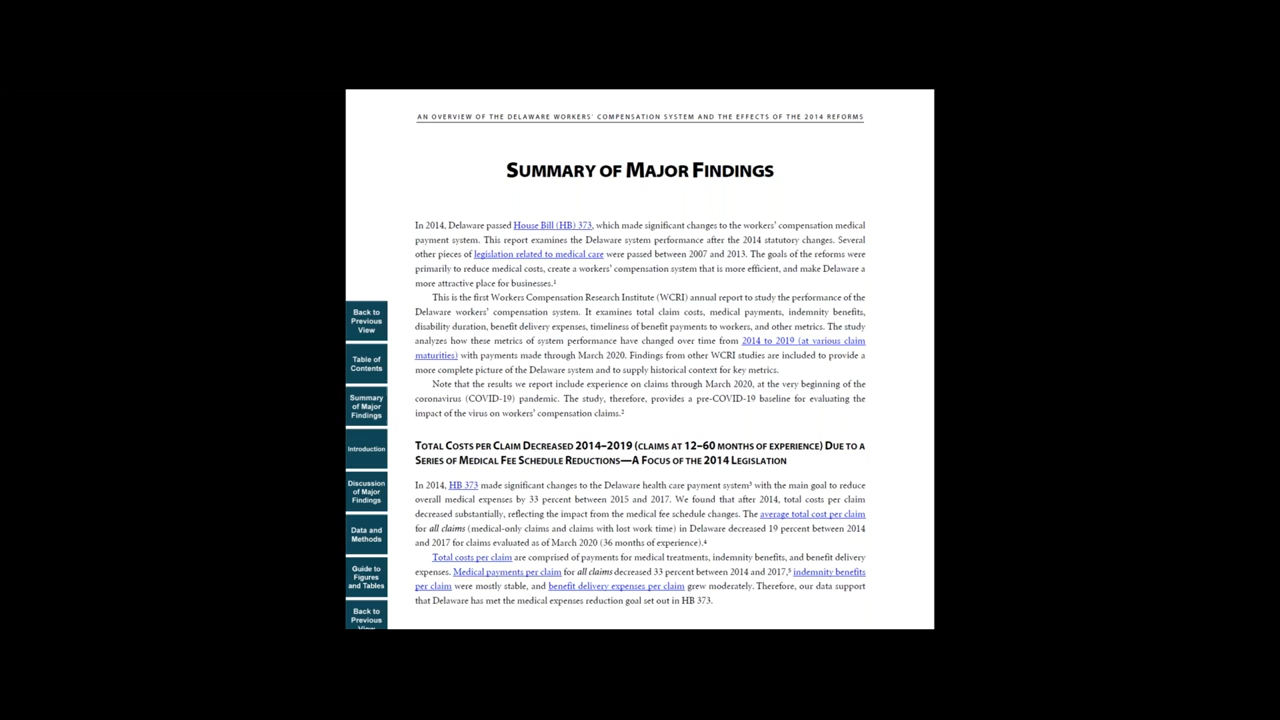 AN OVERVIEW OF THE DELAWARE WORKERS' COMPENSATION SYSTEM AND THE EFFECTS OF THE 2014 REFORMS
SUMMARY OF MAJOR FINDINGS
In 2014, Delaware passed House Bill (HB) 373, which made significant changes to the workers' compensation medical
payment system. This report examines the Delaware system performance after the 2014 statutory changes. Several
other pieces of legislation related to medical care were passed between 2007 and 2013. The goals of the reforms were
primarily to reduce medical costs, create a workers' compensation system that is more efficient, and make Delaware a
more attractive place for businesses.¹
This is the first Workers Compensation Research Institute (WCRI) annual report to study the performance of the
Delaware workers' compensation system. It examines total claim costs, medical payments, indemnity benefits,
disability duration, benefit delivery expenses, timeliness of benefit payments to workers, and other metrics. The study
analyzes how these metrics of system performance have changed over time from 2014 to 2019 (at various claim
maturities) with payments made through March 2020. Findings from other WCRI studies are included to provide a
more complete picture of the Delaware system and to supply historical context for key metrics.
Note that the results we report include experience on claims through March 2020, at the very beginning of the
coronavirus (COVID-19) pandemic. The study, therefore, provides a pre-COVID-19 baseline for evaluating the
impact of the virus on workers' compensation claims.²
TOTAL COSTS PER CLAIM DECREASED 2014–2019 (CLAIMS AT 12–60 MONTHS OF EXPERIENCE) DUE TO A
SERIES OF MEDICAL FEE SCHEDULE REDUCTIONS—A FOCUS OF THE 2014 LEGISLATION
In 2014, HB 373 made significant changes to the Delaware health care payment system³ with the main goal to reduce
overall medical expenses by 33 percent between 2015 and 2017. We found that after 2014, total costs per claim
decreased substantially, reflecting the impact from the medical fee schedule changes. The average total cost per claim
for all claims (medical-only claims and claims with lost work time) in Delaware decreased 19 percent between 2014
and 2017 for claims evaluated as of March 2020 (36 months of experience).⁴
Total costs per claim are comprised of payments for medical treatments, indemnity benefits, and benefit delivery
expenses. Medical payments per claim for all claims decreased 33 percent between 2014 and 2017,⁵ indemnity benefits
per claim were mostly stable, and benefit delivery expenses per claim grew moderately. Therefore, our data support
that Delaware has met the medical expenses reduction goal set out in HB 373.
Back to
Previous
View
Table of
Contents
Summary
of Major
Findings
Introduction
Discussion
of Major
Findings
Data and
Methods
Guide to
Figures
and Tables
Back to
Previous
View